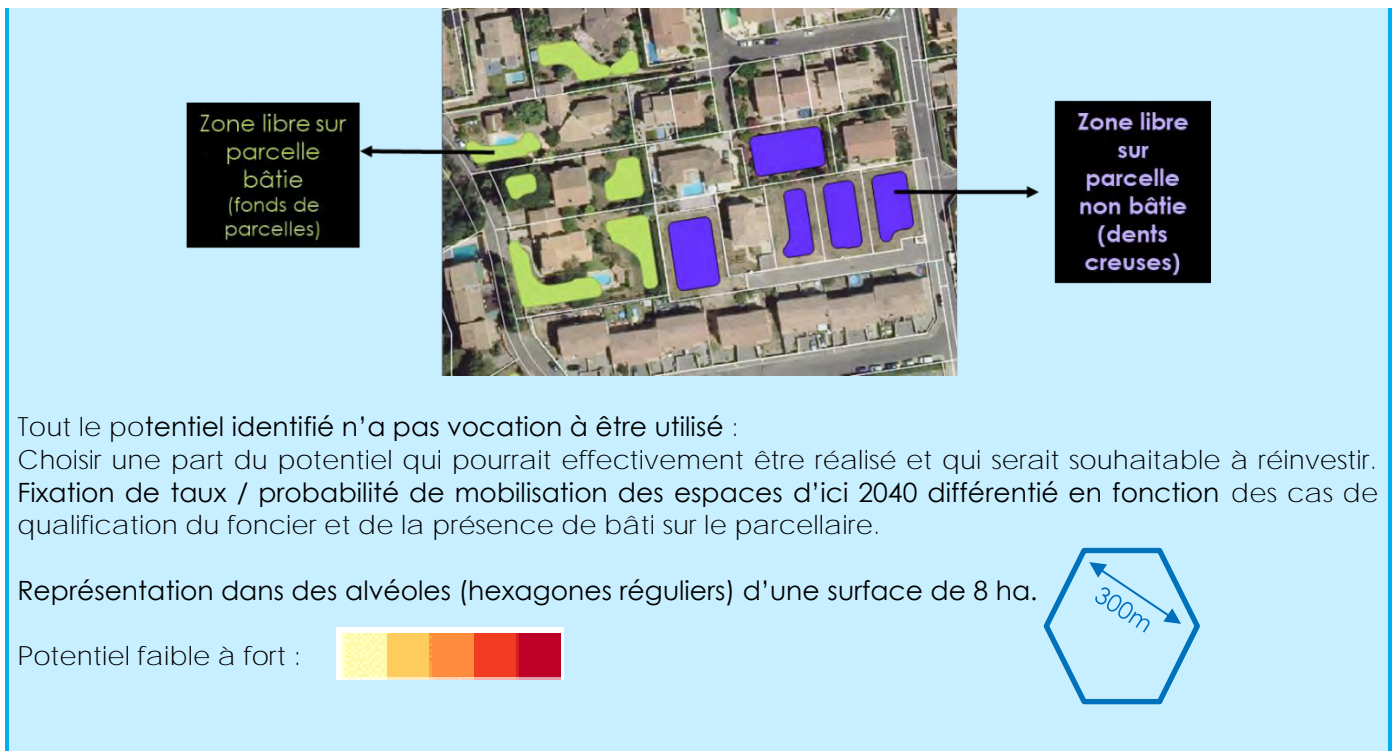 Zone libre sur
parcelle
bâtie
(fonds de
parcelles)
Zone libre
sur
parcelle
non bâtie
(dents
creuses)
Tout le potentiel identifié n’a pas vocation à être utilisé :
Choisir une part du potentiel qui pourrait effectivement être réalisé et qui serait souhaitable à réinvestir.
Fixation de taux / probabilité de mobilisation des espaces d’ici 2040 différentié en fonction des cas de
qualification du foncier et de la présence de bâti sur le parcellaire.
Représentation dans des alvéoles (hexagones réguliers) d’une surface de 8 ha.
300m
Potentiel faible à fort :